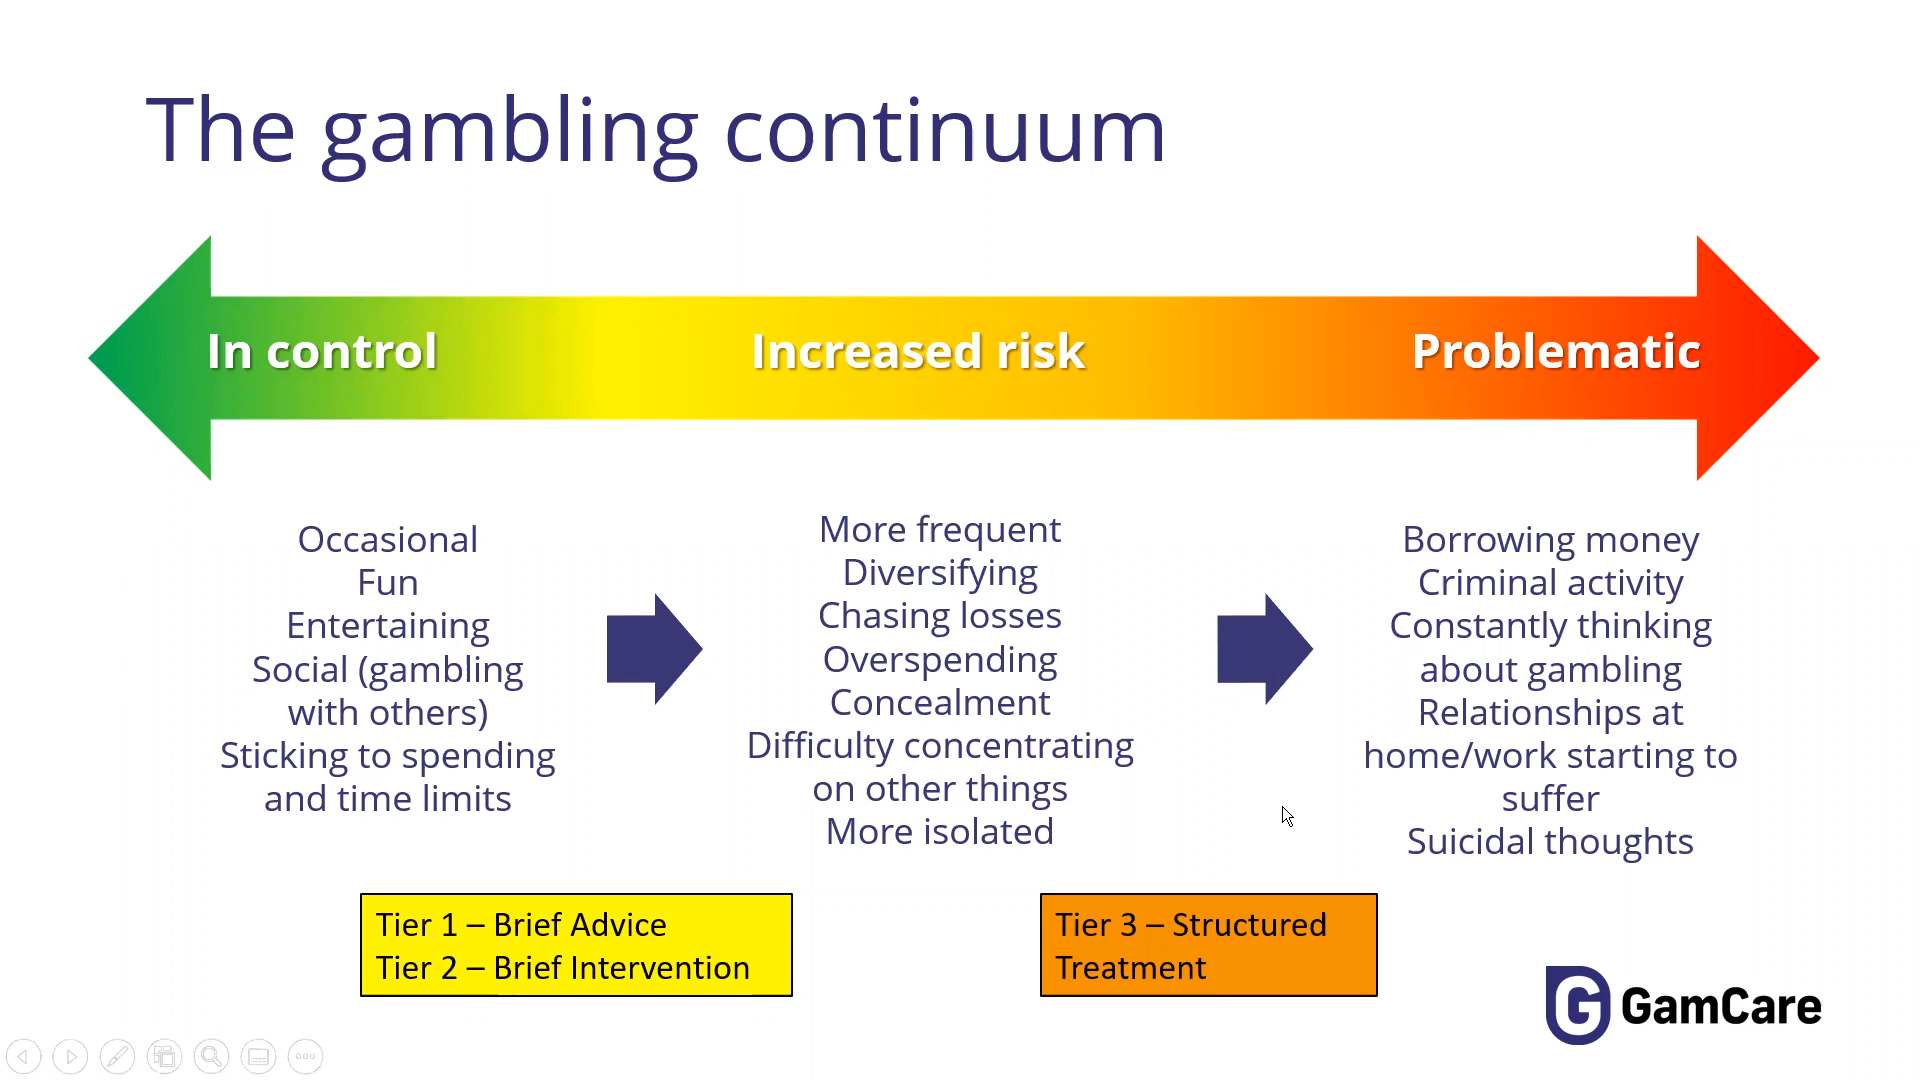 The gambling continuum
In control
Increased risk
Problematic
Occasional
Fun
Entertaining
Social (gambling
with others)
Sticking to spending
and time limits
More frequent
Diversifying
Chasing losses
Overspending
Concealment
Difficulty concentrating
on other things
More isolated
Borrowing money
Criminal activity
Constantly thinking
about gambling
Relationships at
home/work starting to
suffer
Suicidal thoughts
Tier 1 – Brief Advice
Tier 2 – Brief Intervention
Tier 3 – Structured
Treatment
GamCare